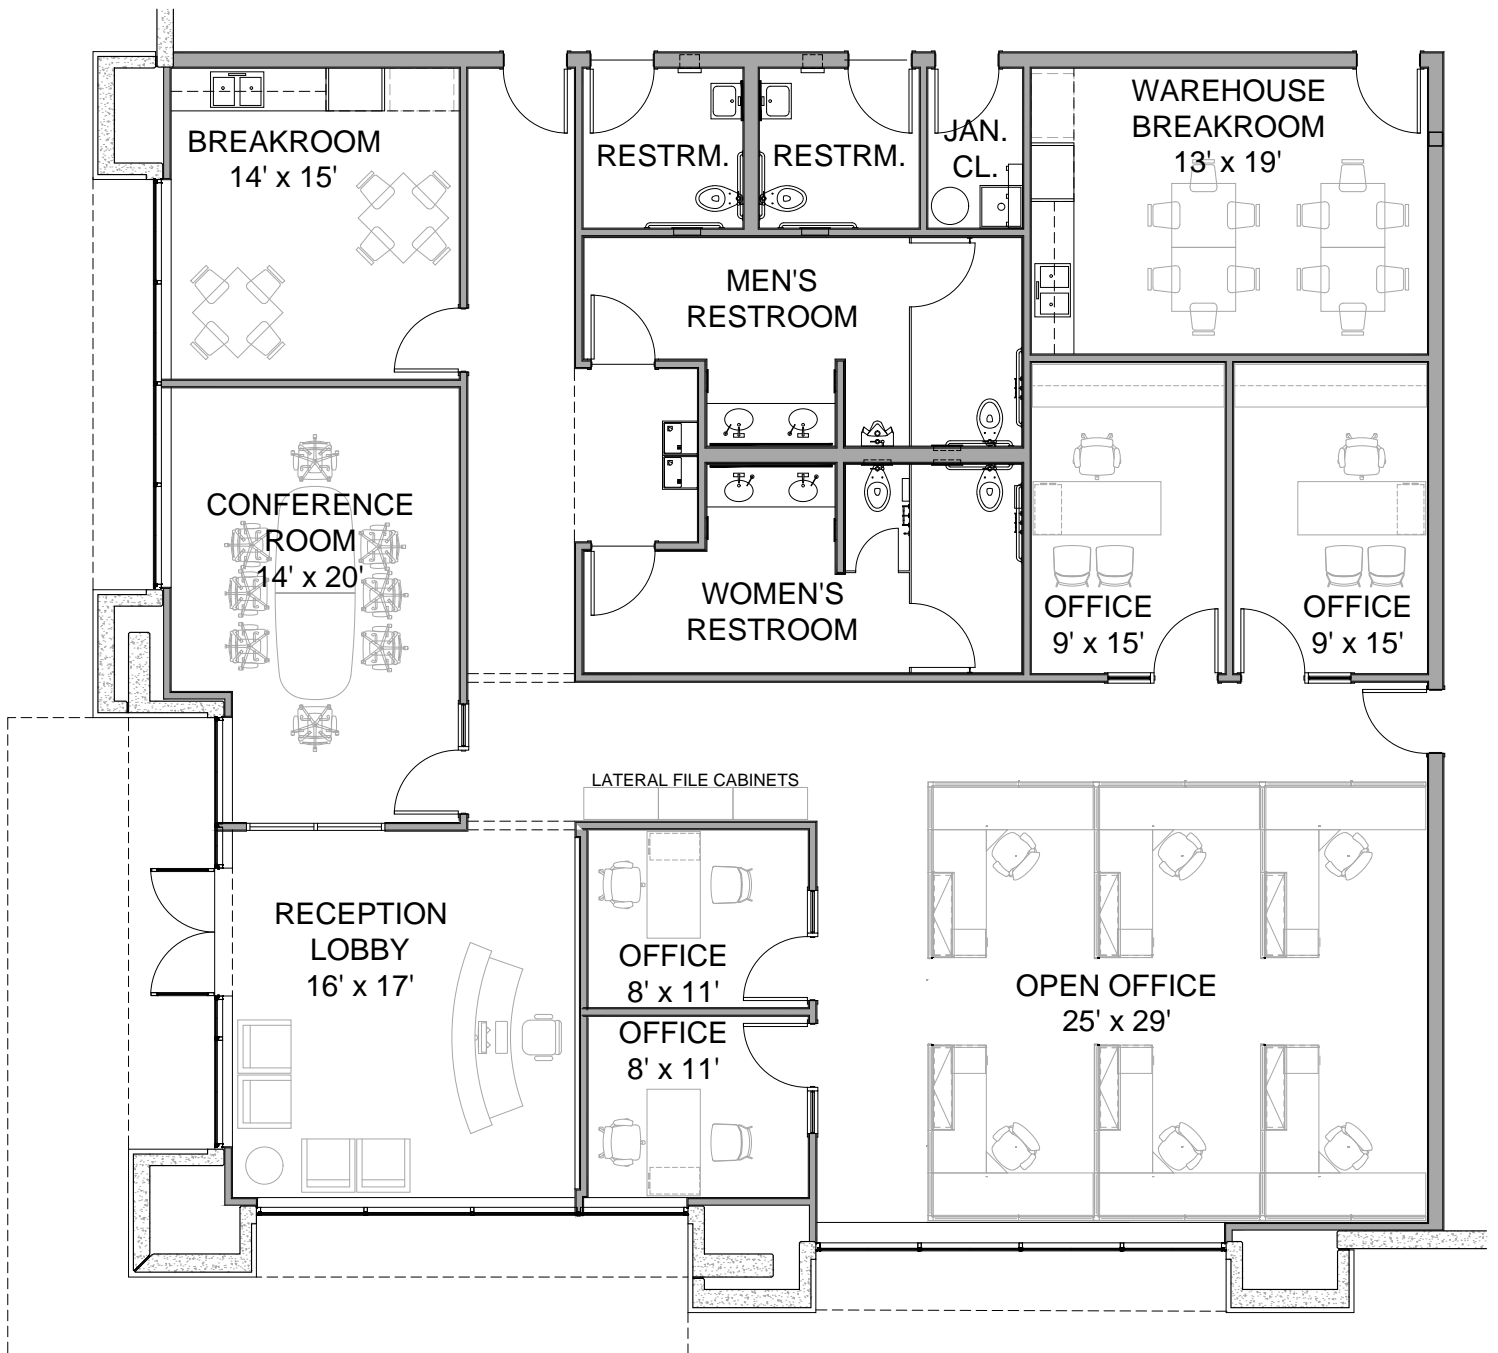 BREAKROOM
14' x 15'
RESTRM.
RESTRM.
JAN.
CL.
WAREHOUSE
BREAKROOM
13' x 19'
MEN'S
RESTROOM
CONFERENCE
ROOM
14' x 20'
WOMEN'S
RESTROOM
OFFICE
9' x 15'
OFFICE
9' x 15'
LATERAL FILE CABINETS
RECEPTION
LOBBY
16' x 17'
OFFICE
8' x 11'
OFFICE
8' x 11'
OPEN OFFICE
25' x 29'